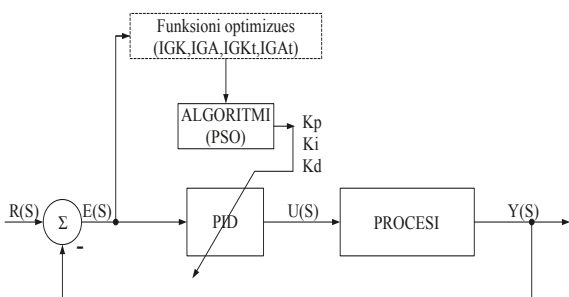 Funksioni optimizues
(IGK,IGA,IGKt,IGAt)
ALGORITMI
(PSO)
Kp
Ki
Kd
R(S)
Σ
E(S)
PID
U(S)
PROCESI
Y(S)
-